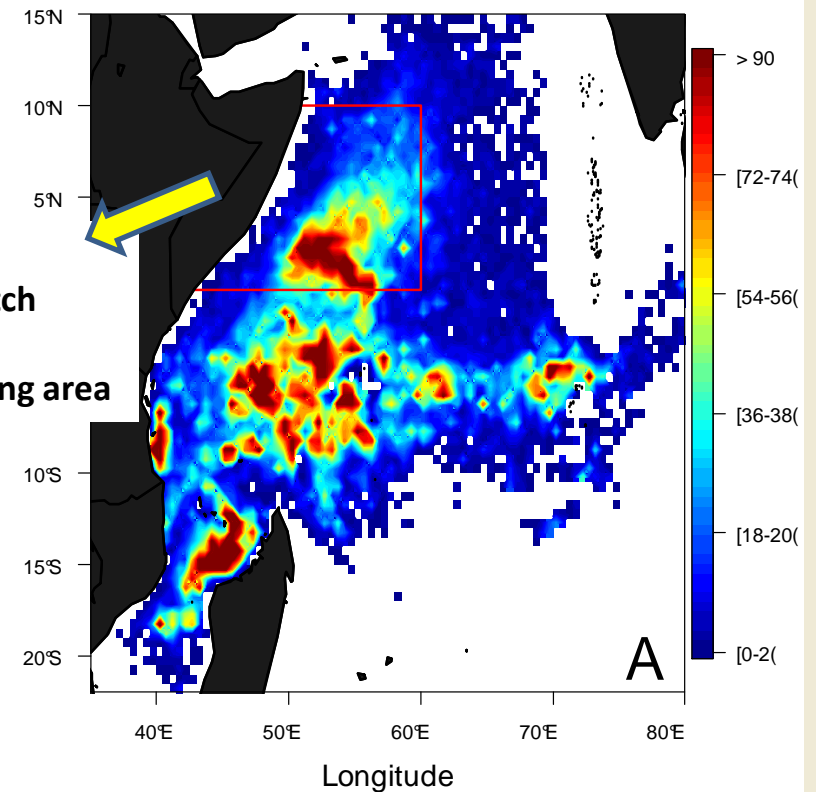 15°N
10°N
5°N
tch
ng area
10°S
15°S
20°S
40°E
50°E
60°E
70°E
80°E
Longitude
A
> 90
[72-74(
[54-56(
[36-38(
[18-20(
[0-2(